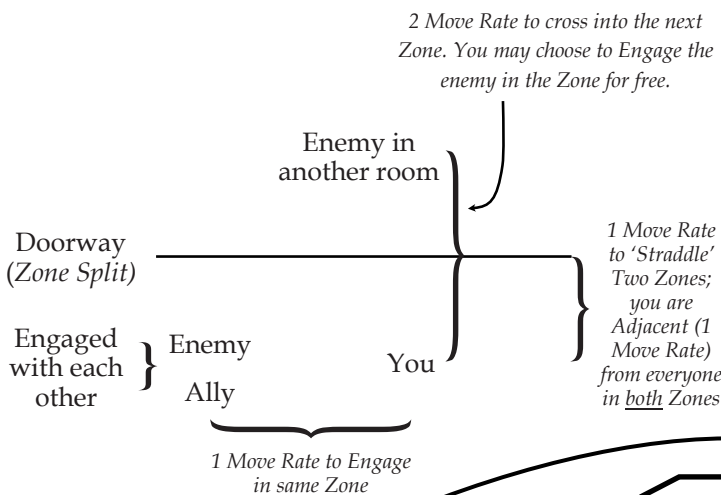 2 Move Rate to cross into the next
Zone. You may choose to Engage the
enemy in the Zone for free.
Enemy in
another room
Doorway
(Zone Split)
1 Move Rate
to ‘Straddle’
Two Zones;
you are
Adjacent (1
Move Rate)
from everyone
in both Zones
Engaged
with each
other
Enemy
Ally
You
1 Move Rate to Engage
in same Zone